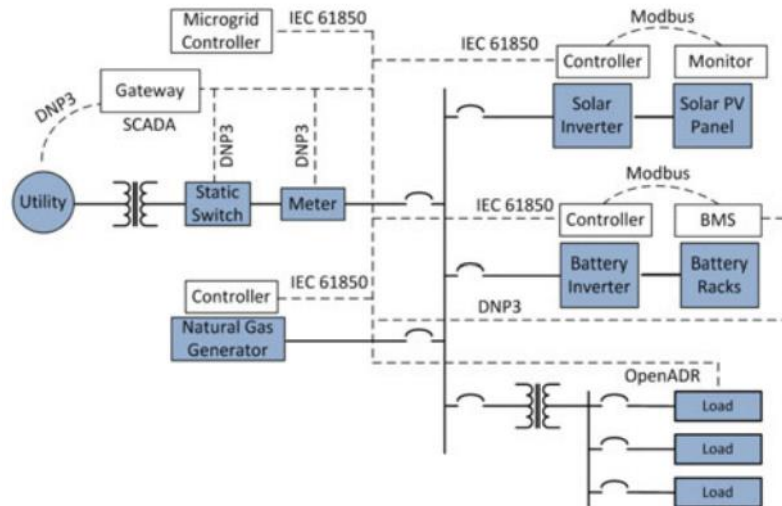 Microgrid
Controller
IEC 61850
Modbus
IEC 61850
Controller
Monitor
Gateway
DNP3
SCADA
DNP3
DNP3
Solar
Inverter
Solar PV
Panel
Utility
Static
Switch
Meter
Modbus
IEC 61850
Controller
BMS
Battery
Inverter
Battery
Racks
IEC 61850
Controller
Natural Gas
Generator
DNP3
OpenADR
Load
Load
Load